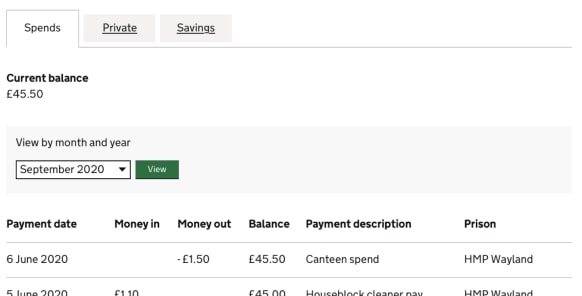 Spends Private Savings
Current balance
£45.50
View by month and year
September 2020 View
Payment date Money in Money out Balance Payment description Prison
6 June 2020 -£1.50 £45.50 Canteen spend HMP Wayland
5 June 2020 £1.10 £45.00 Houseblock cleaner pay HMP Wayland